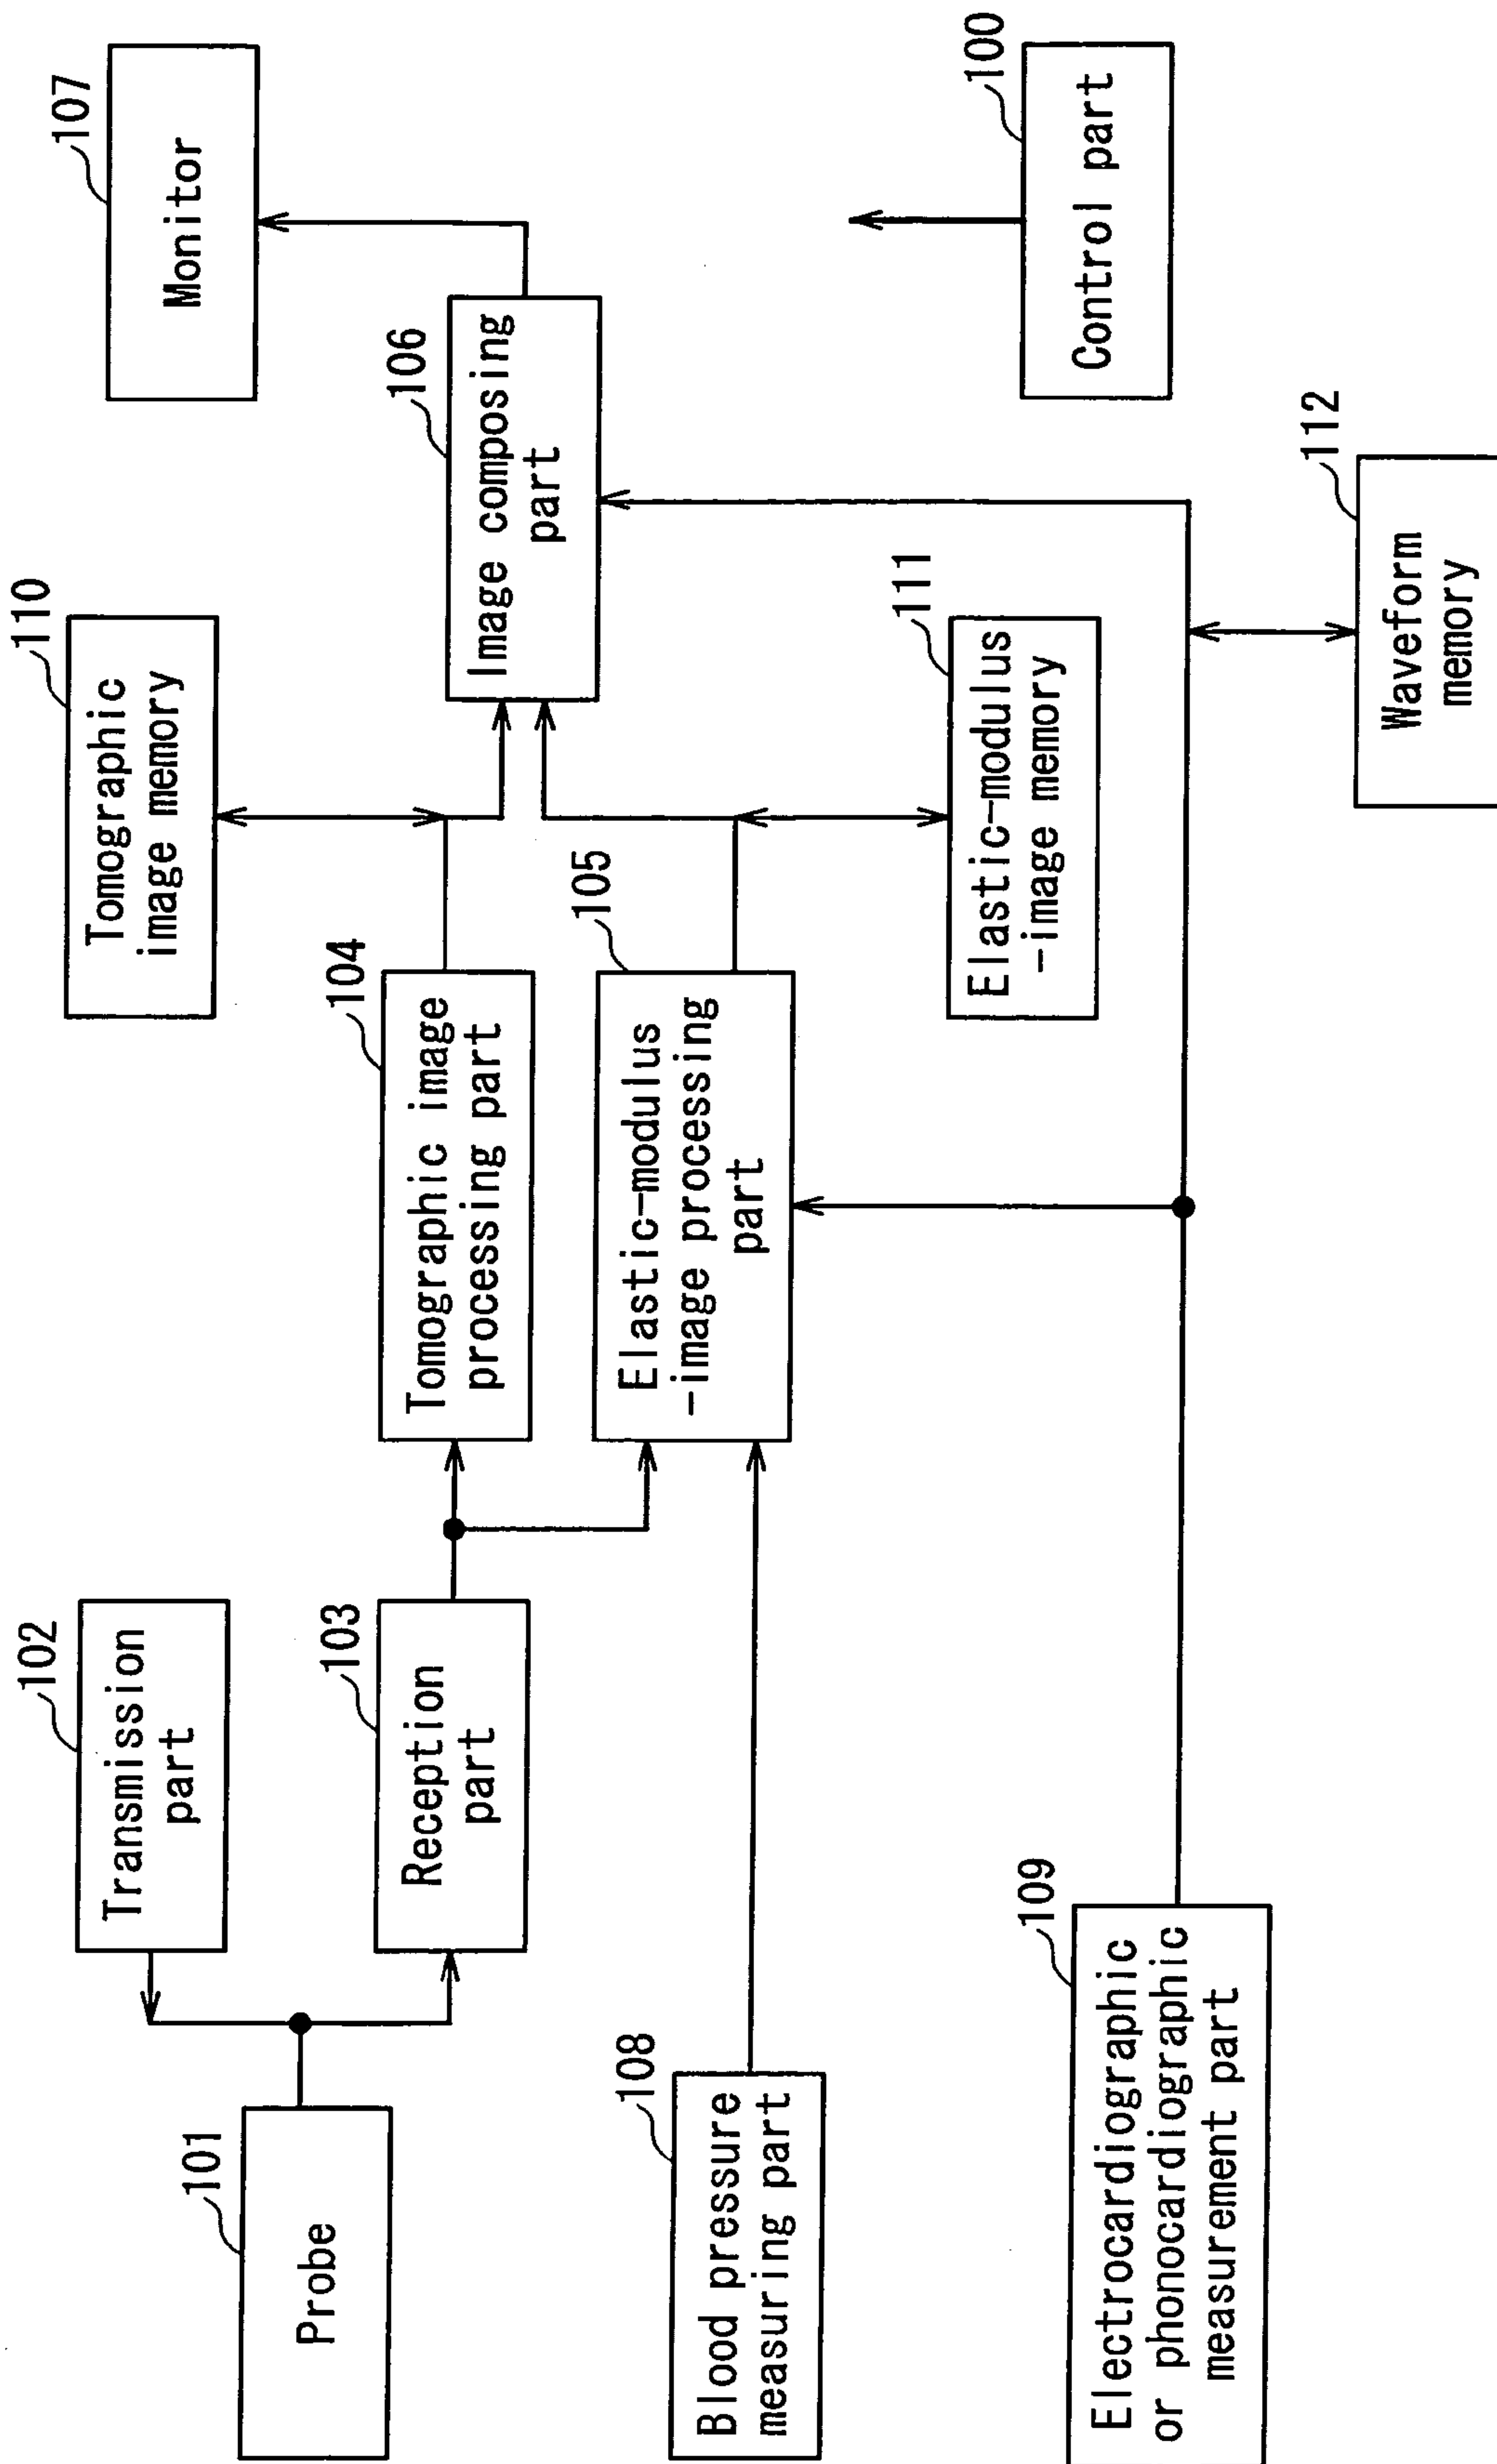 101
Probe
102
Transmission
part
103
Reception
part
108
Blood pressure
measuring part
109
Electrocardiographic
or phonocardiographic
measurement part
104
Tomographic image
processing part
105
Elastic-modulus
-image processing
part
110
Tomographic
image memory
111
Elastic-modulus
-image memory
106
Image composing
part
112
Waveform
memory
107
Monitor
100
Control part